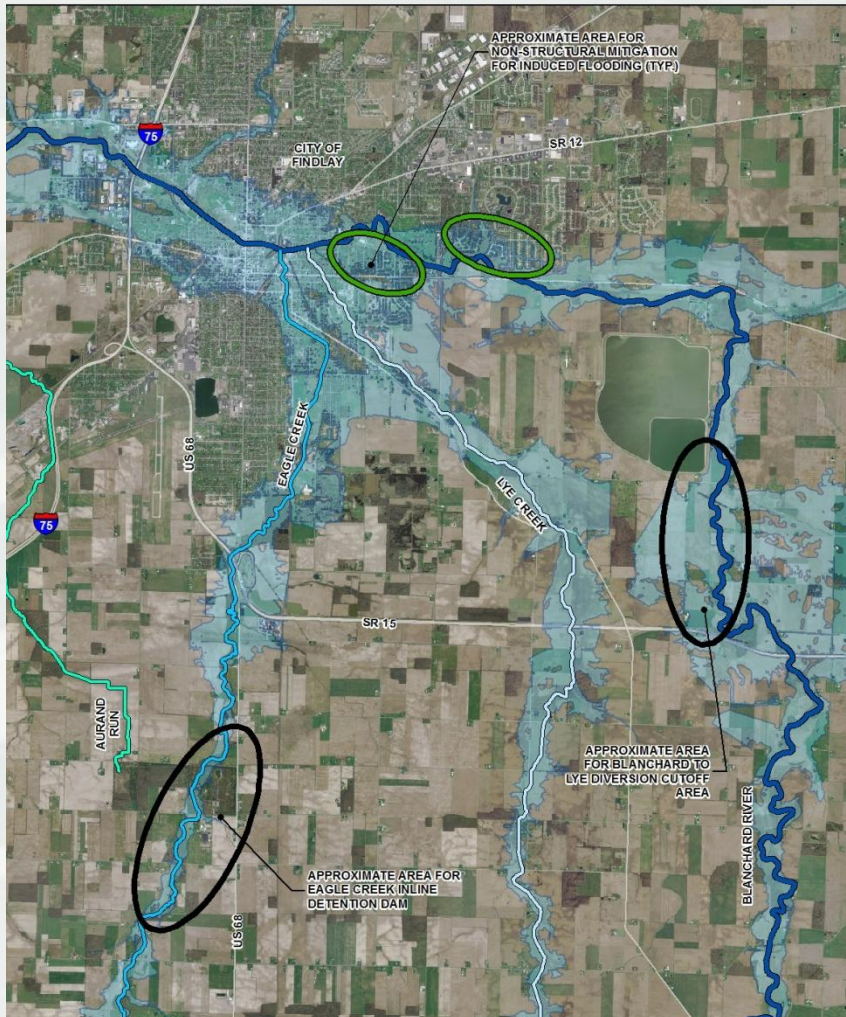 APPROXIMATE AREA FOR
NON-STRUCTURAL MITIGATION
FOR INDUCED FLOODING (TYP.)
75
CITY OF
FINDLAY
SR 12
US 68
EAGLE CREEK
LYE CREEK
75
SR 15
AURAND
RUN
APPROXIMATE AREA
FOR BLANCHARD TO
LYE DIVERSION CUTOFF
AREA
BLANCHARD RIVER
APPROXIMATE AREA FOR
EAGLE CREEK INLINE
DETENTION DAM
US 68